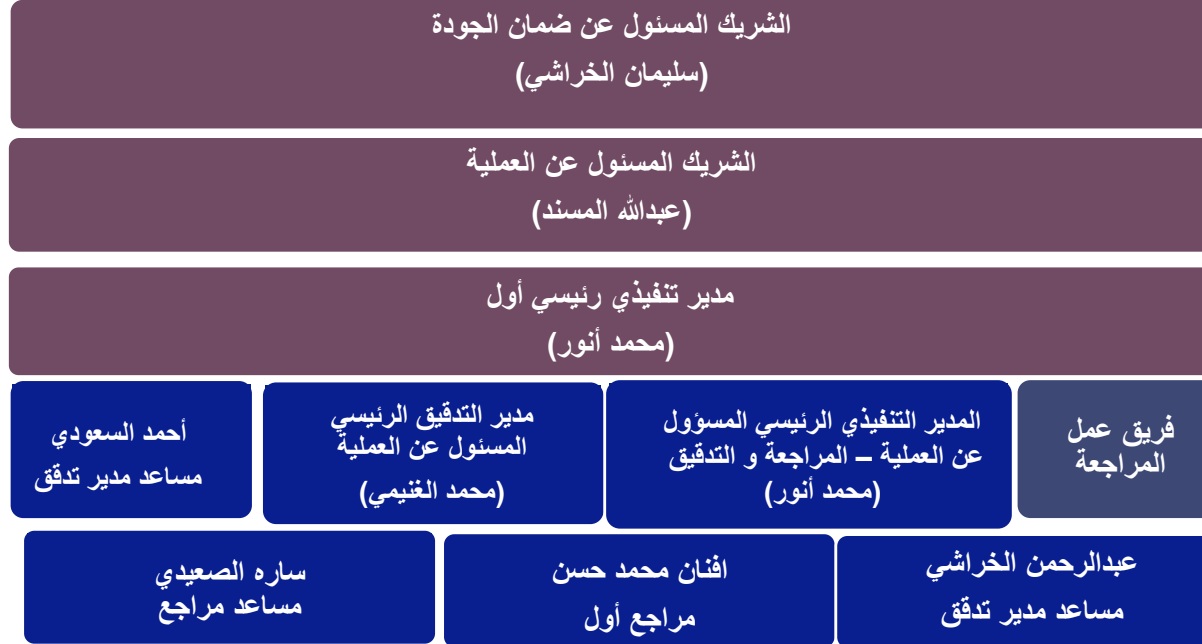 الشريك المسئول عن ضمان الجودة
(سليمان الخراشي)
الشريك المسئول عن العملية
(عبدالله المسند)
مدير تنفيذي رئيسي أول
(محمد أنور)
فريق عمل
المراجعة
المدير التنفيذي الرئيسي المسؤول
عن العملية – المراجعة و التدقيق
(محمد أنور)
مدير التدقيق الرئيسي
المسئول عن العملية
(محمد الغنيمي)
أحمد السعودي
مساعد مدير تدقق
عبدالرحمن الخراشي
مساعد مدير تدقق
افنان محمد حسن
مراجع أول
ساره الصعيدي
مساعد مراجع